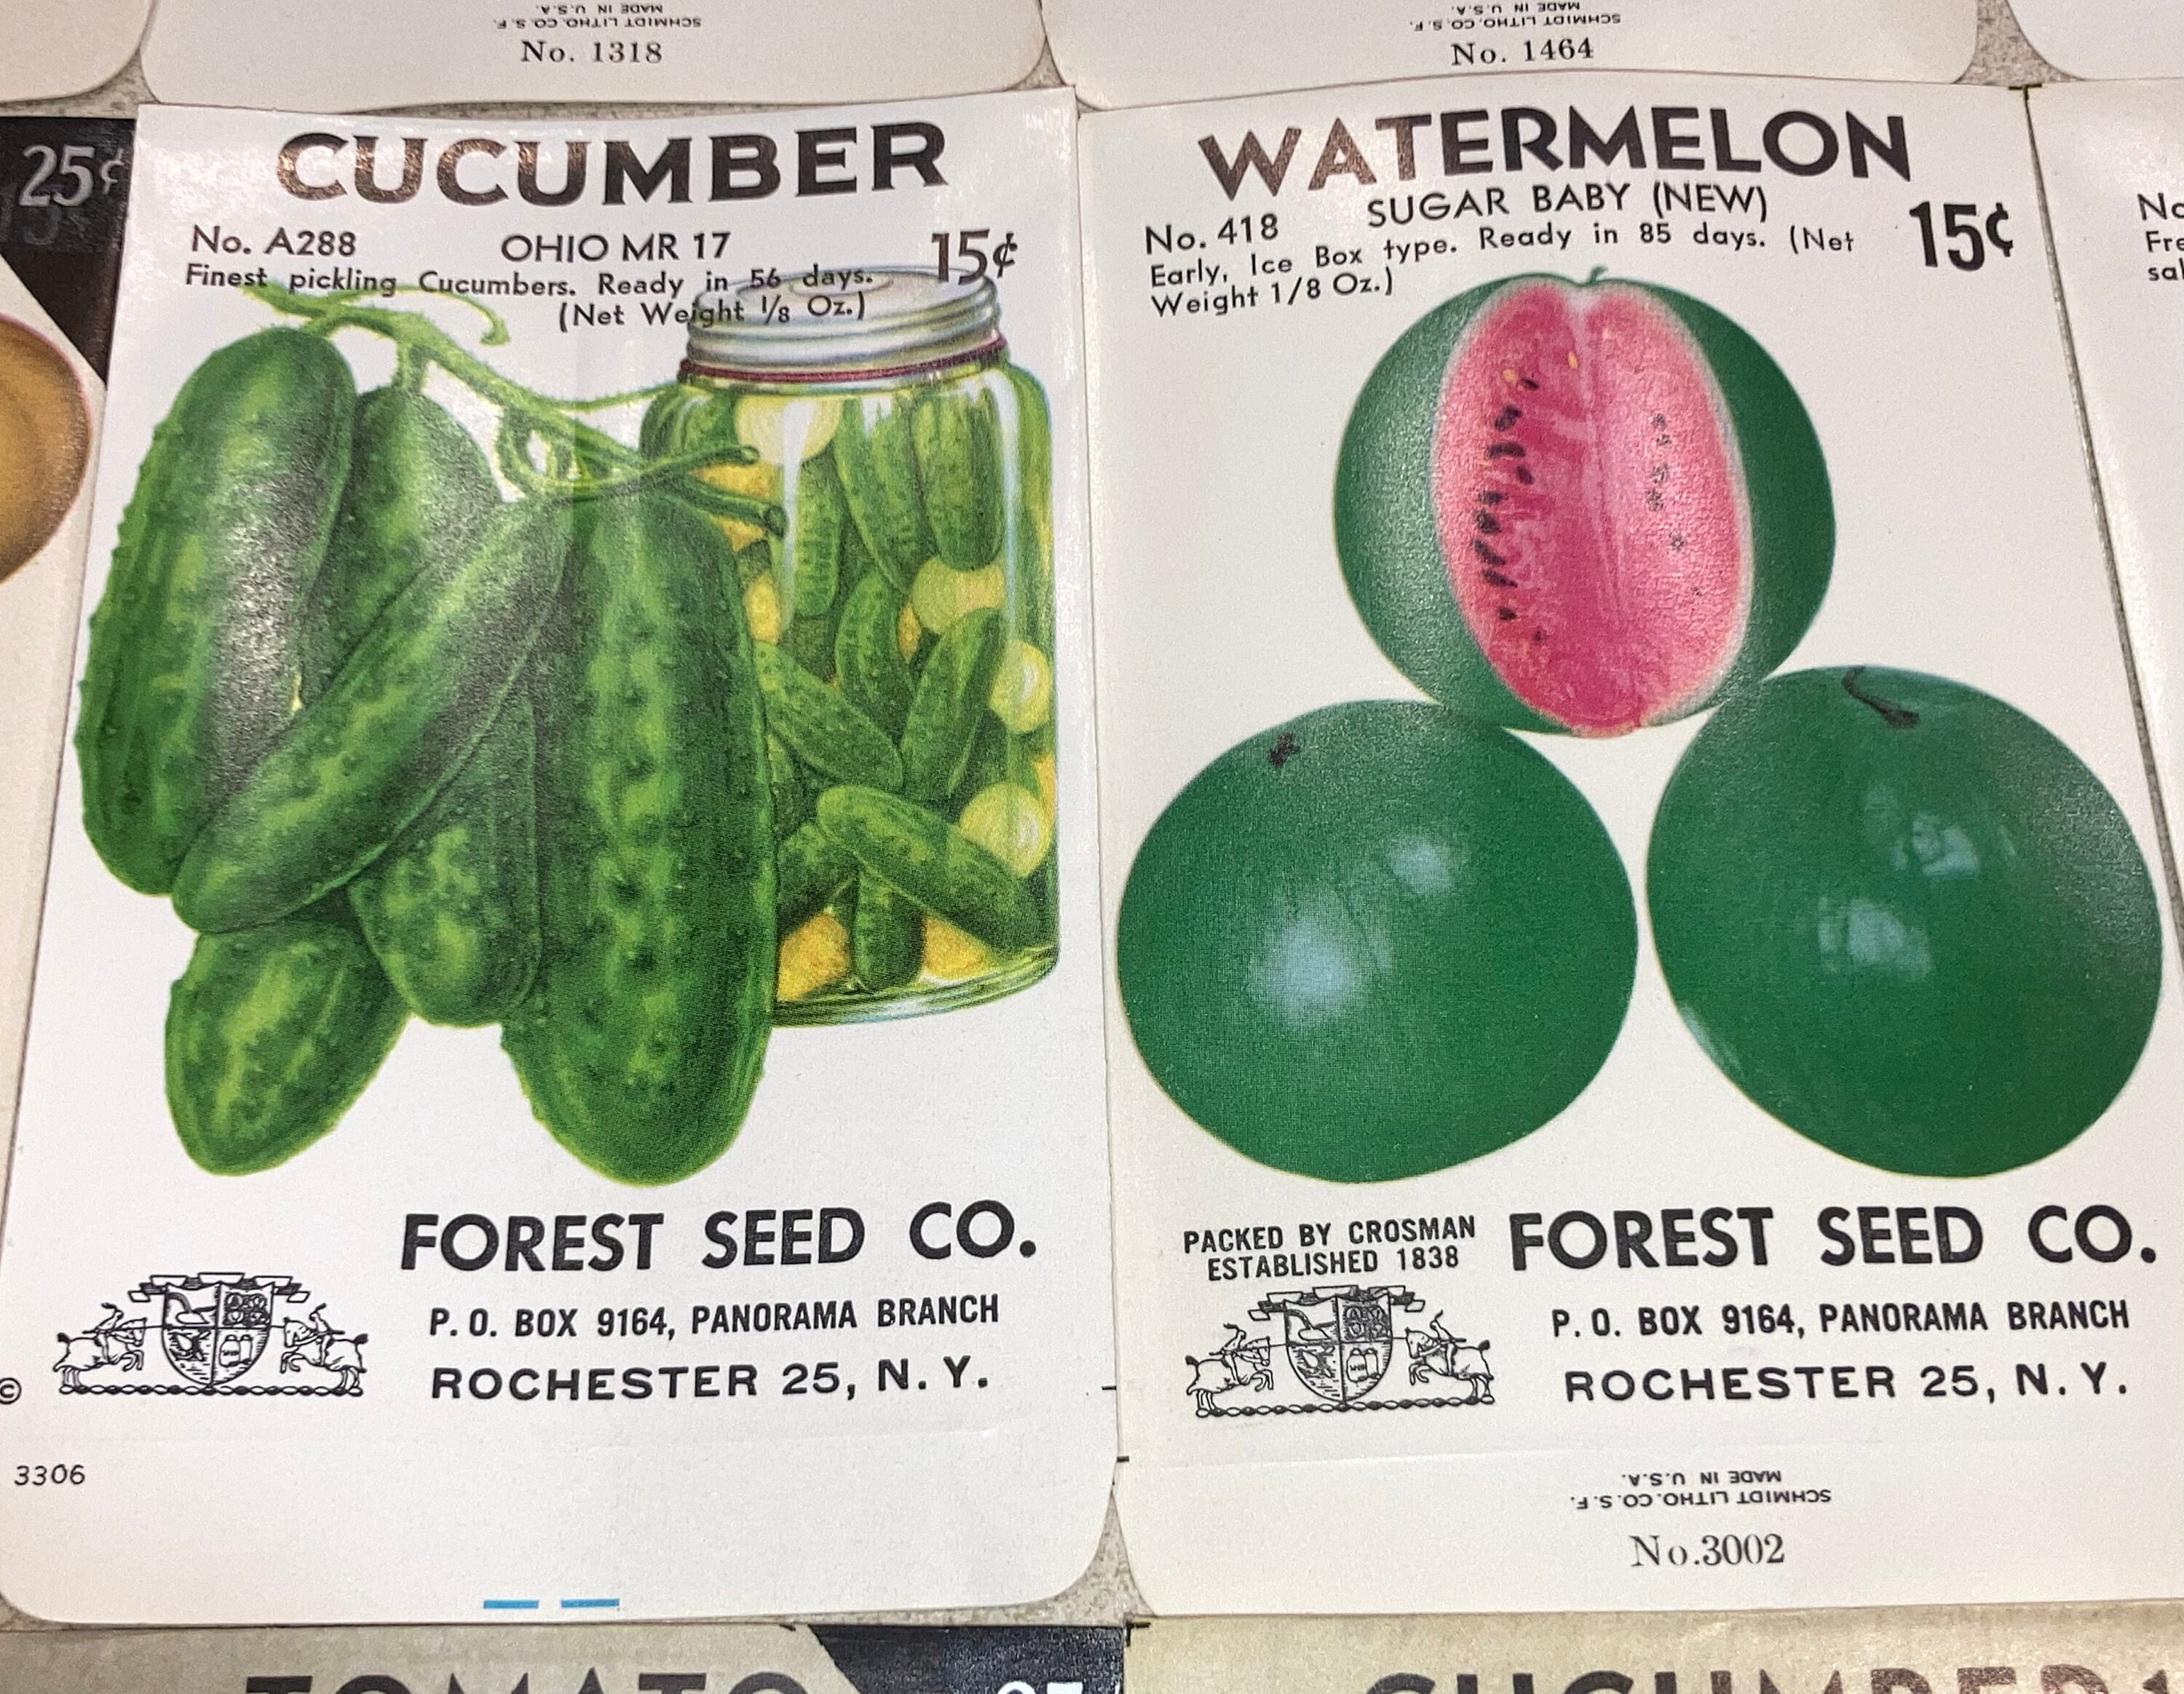 MADE IN U.S.A.
SCHMIDT LITHO. CO. S. F.
No. 1318
MADE IN U.S.A.
SCHMIDT LITHO. CO. S. F.
No. 1464
25¢
15¢
CUCUMBER
No. A288 OHIO MR 17 15¢
Finest pickling Cucumbers. Ready in 56 days.
(Net Weight 1/8 Oz.)
FOREST SEED CO.
P. O. BOX 9164, PANORAMA BRANCH
ROCHESTER 25, N. Y.
©
3306
WATERMELON
SUGAR BABY (NEW)
No. 418 15¢
Early, Ice Box type. Ready in 85 days. (Net
Weight 1/8 Oz.)
PACKED BY CROSMAN
ESTABLISHED 1838
FOREST SEED CO.
P. O. BOX 9164, PANORAMA BRANCH
ROCHESTER 25, N. Y.
SCHMIDT LITHO. CO. S. F.
MADE IN U.S.A.
No.3002
TOMATO
CUCUMBER